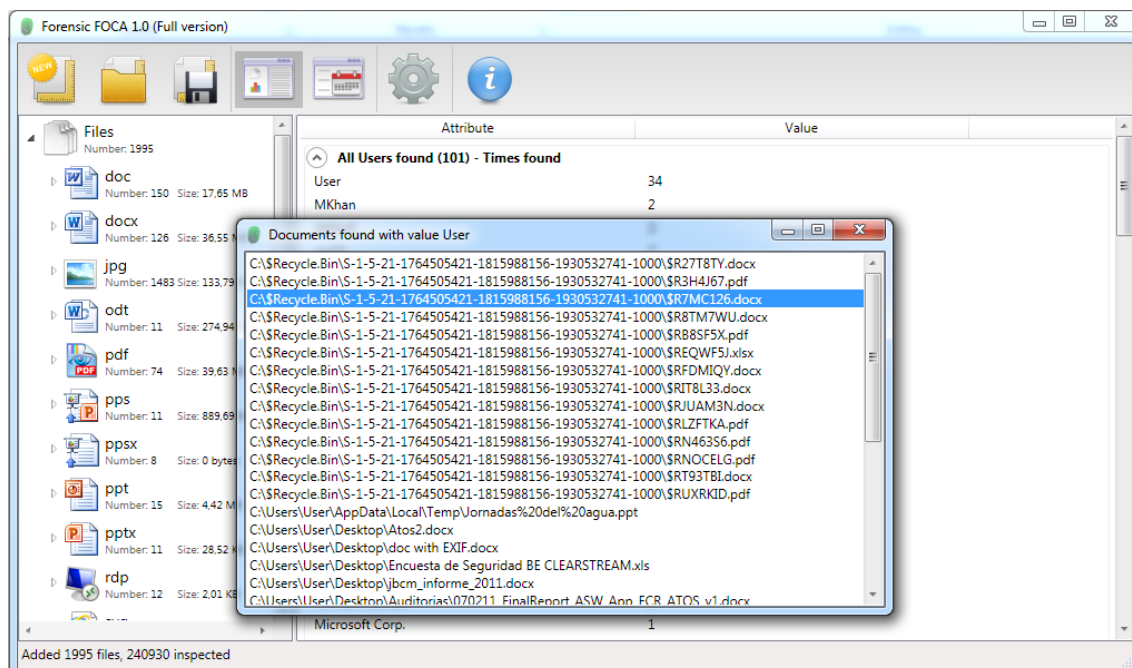 Forensic FOCA 1.0 (Full version)
NEW
Files
Number: 1995
doc
Number: 150 Size: 17,65 MB
docx
Number: 126 Size: 36,55
jpg
Number: 1483 Size: 133,79
odt
Number: 11 Size: 274,94
pdf
Number: 74 Size: 39,63
pps
Number: 11 Size: 889,69
ppsx
Number: 8 Size: 0 bytes
ppt
Number: 15 Size: 4,42 M
pptx
Number: 11 Size: 28,52
rdp
Number: 12 Size: 2,01 KB
Attribute Value
All Users found (101) - Times found
User 34
MKhan 2
Documents found with value User
C:\$Recycle.Bin\S-1-5-21-1764505421-1815988156-1930532741-1000\$R27T8TY.docx
C:\$Recycle.Bin\S-1-5-21-1764505421-1815988156-1930532741-1000\$R3H4J67.pdf
C:\$Recycle.Bin\S-1-5-21-1764505421-1815988156-1930532741-1000\$R7MC126.docx
C:\$Recycle.Bin\S-1-5-21-1764505421-1815988156-1930532741-1000\$R8TM7WU.docx
C:\$Recycle.Bin\S-1-5-21-1764505421-1815988156-1930532741-1000\$RB8SF5X.pdf
C:\$Recycle.Bin\S-1-5-21-1764505421-1815988156-1930532741-1000\$REQWF5J.xlsx
C:\$Recycle.Bin\S-1-5-21-1764505421-1815988156-1930532741-1000\$RFDMIQY.docx
C:\$Recycle.Bin\S-1-5-21-1764505421-1815988156-1930532741-1000\$RIT8L33.docx
C:\$Recycle.Bin\S-1-5-21-1764505421-1815988156-1930532741-1000\$RJUAM3N.docx
C:\$Recycle.Bin\S-1-5-21-1764505421-1815988156-1930532741-1000\$RLZFTKA.pdf
C:\$Recycle.Bin\S-1-5-21-1764505421-1815988156-1930532741-1000\$RN463S6.pdf
C:\$Recycle.Bin\S-1-5-21-1764505421-1815988156-1930532741-1000\$RNOCELG.pdf
C:\$Recycle.Bin\S-1-5-21-1764505421-1815988156-1930532741-1000\$RT93TBI.docx
C:\$Recycle.Bin\S-1-5-21-1764505421-1815988156-1930532741-1000\$RUXRKID.pdf
C:\Users\User\AppData\Local\Temp\Jornadas%20del%20agua.ppt
C:\Users\User\Desktop\Atos2.docx
C:\Users\User\Desktop\doc with EXIF.docx
C:\Users\User\Desktop\Encuesta de Seguridad BE CLEARSTREAM.xls
C:\Users\User\Desktop\jbcm_informe_2011.docx
C:\Users\User\Desktop\Auditorias\070211_FinalReport_ASW_App_FCR_ATOS_v1.docx
Microsoft Corp. 1
Added 1995 files, 240930 inspected